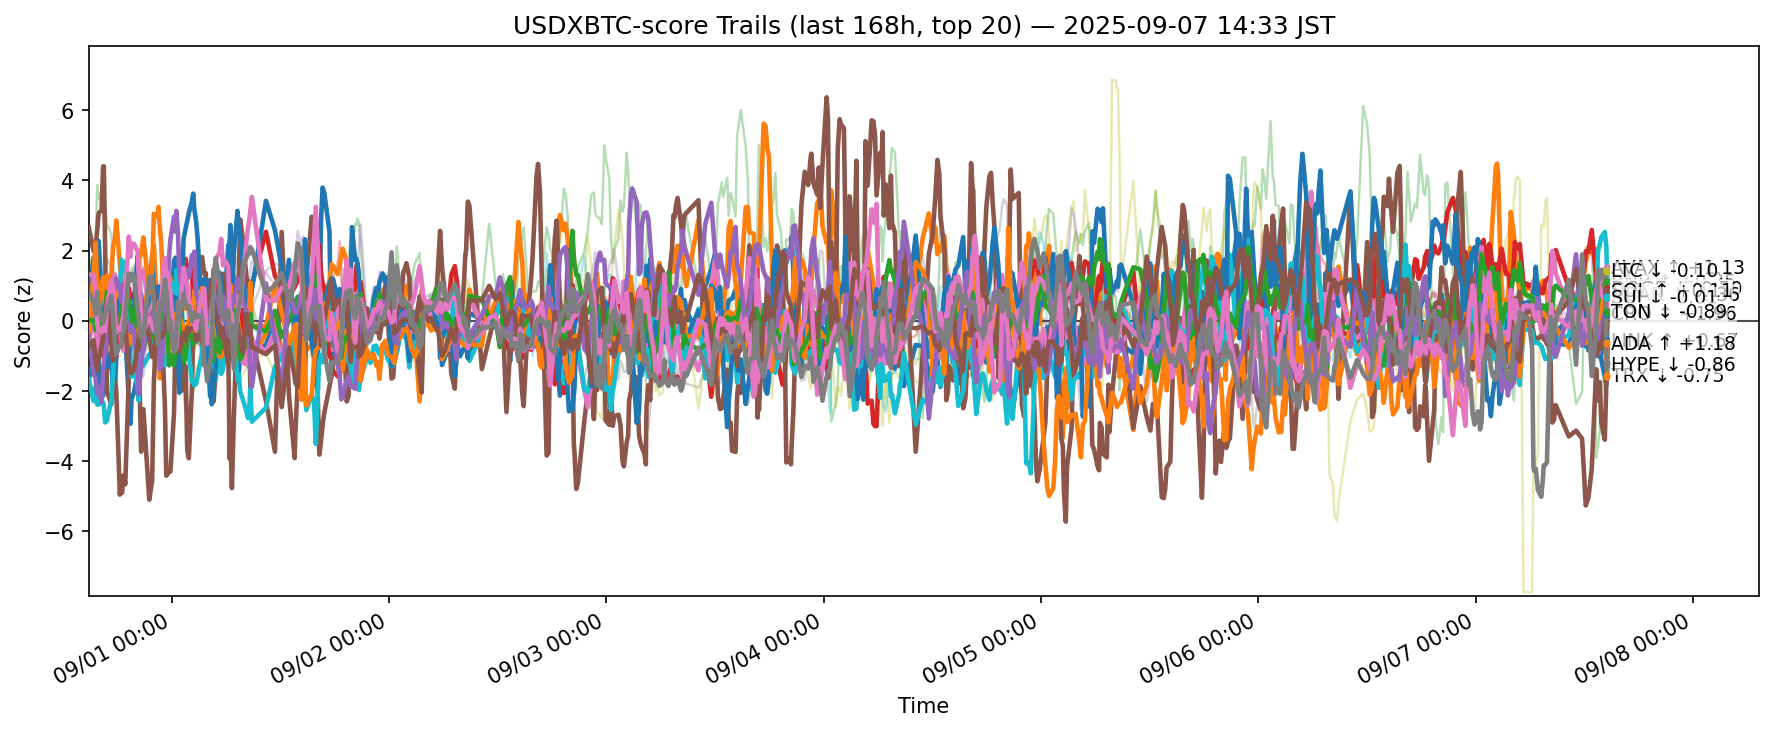 USDXBTC-score Trails (last 168h, top 20) — 2025-09-07 14:33 JST
Score (z)
6
4
2
0
−2
−4
−6
LTC ↓ -0.10
SUI ↓ -0.01
TON ↓ -0.89
ADA ↑ +1.18
HYPE ↓ -0.86
TRX ↓ -0.75
09/01 00:00
09/02 00:00
09/03 00:00
09/04 00:00
09/05 00:00
09/06 00:00
09/07 00:00
09/08 00:00
Time